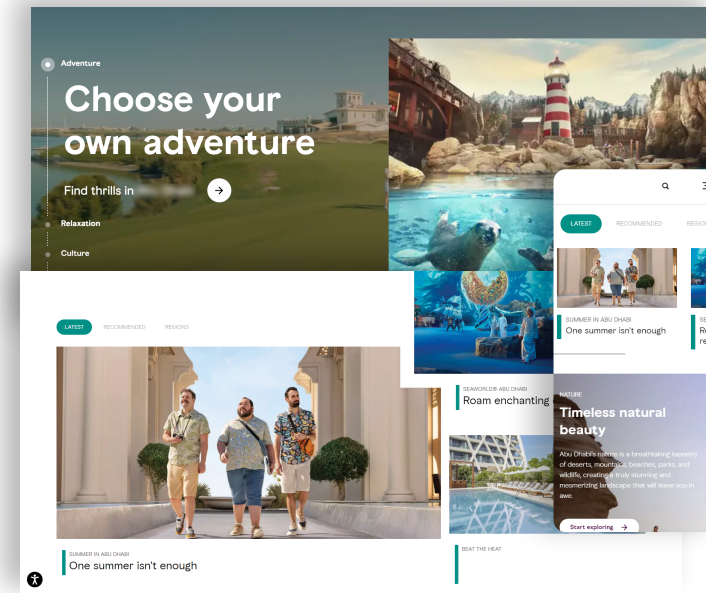 Adventure
Choose your
own adventure
Find thrills in
Relaxation
Culture
LATEST
RECOMMENDED
REGIONS
SUMMER IN ABU DHABI
One summer isn't enough
SEAWORLD® ABU DHABI
Roam enchanting
BEAT THE HEAT
LATEST
RECOMMENDED
SUMMER IN ABU DHABI
One summer isn't enough
NATURE
Timeless natural
beauty
Abu Dhabi's nature is a breathtaking tapestry
of deserts, mountains, beaches, parks, and
wildlife, creating a truly stunning and
mesmerizing landscape that will leave you in
awe.
Start exploring